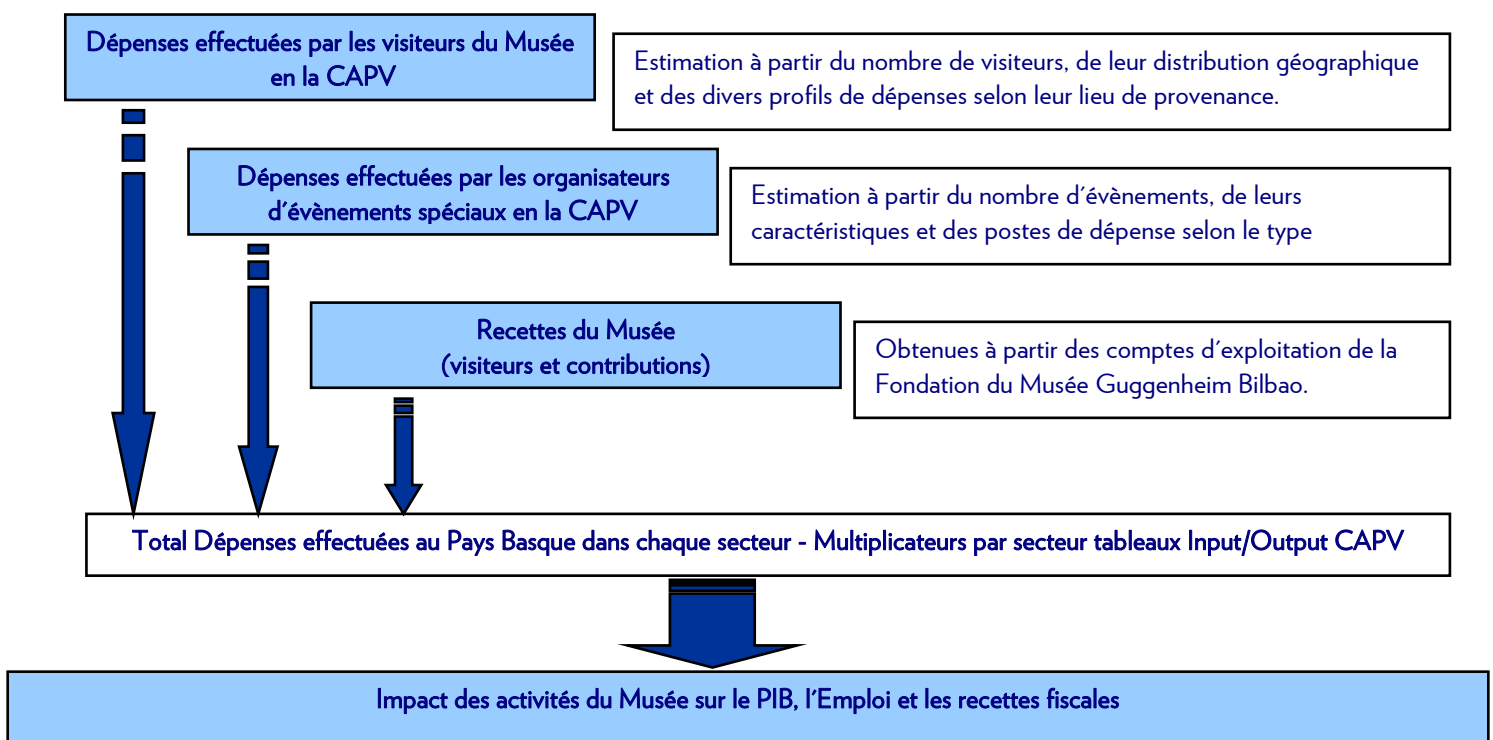 Dépenses effectuées par les visiteurs du Musée
en la CAPV
Estimation à partir du nombre de visiteurs, de leur distribution géographique
et des divers profils de dépenses selon leur lieu de provenance.
Dépenses effectuées par les organisateurs
d'évènements spéciaux en la CAPV
Estimation à partir du nombre d'évènements, de leurs
caractéristiques et des postes de dépense selon le type
Recettes du Musée
(visiteurs et contributions)
Obtenues à partir des comptes d'exploitation de la
Fondation du Musée Guggenheim Bilbao.
Total Dépenses effectuées au Pays Basque dans chaque secteur - Multiplicateurs par secteur tableaux Input/Output CAPV
Impact des activités du Musée sur le PIB, l'Emploi et les recettes fiscales